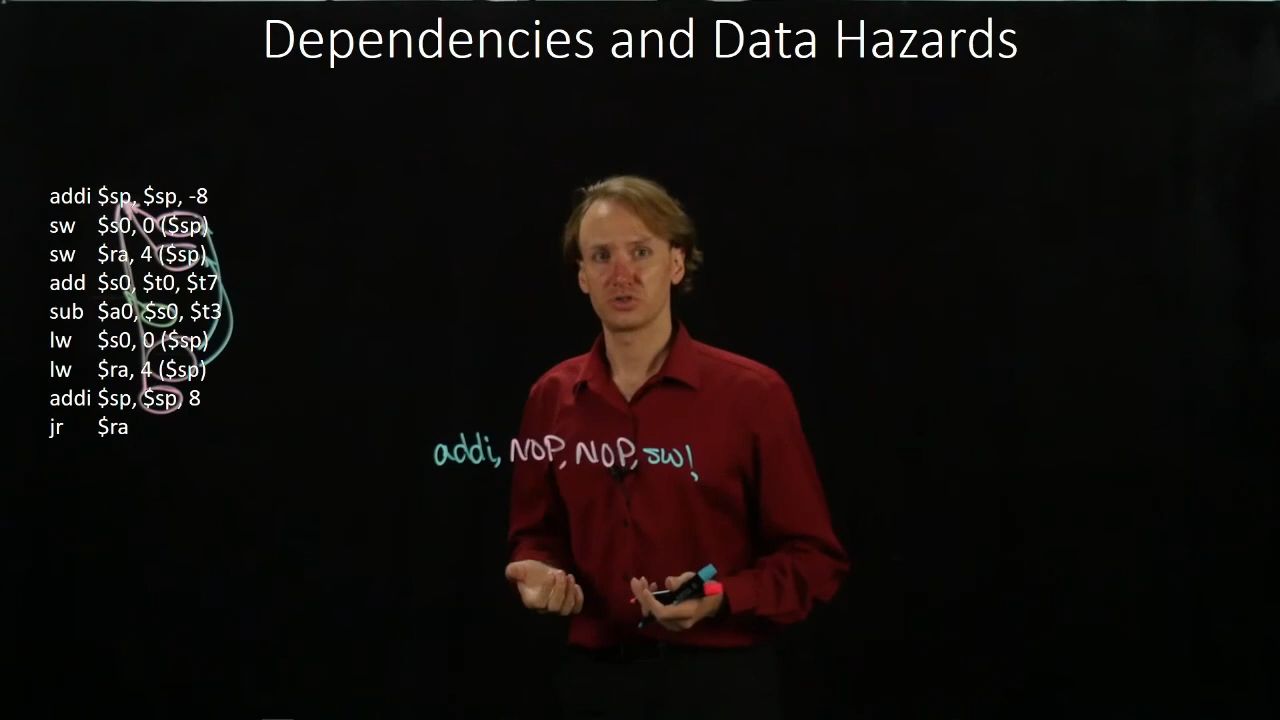 Dependencies and Data Hazards
addi $sp, $sp, -8
sw $s0, 0 ($sp)
sw $ra, 4 ($sp)
add $s0, $t0, $t7
sub $a0, $s0, $t3
lw $s0, 0 ($sp)
lw $ra, 4 ($sp)
addi $sp, $sp, 8
jr $ra
addi, NOP, NOP, sw!